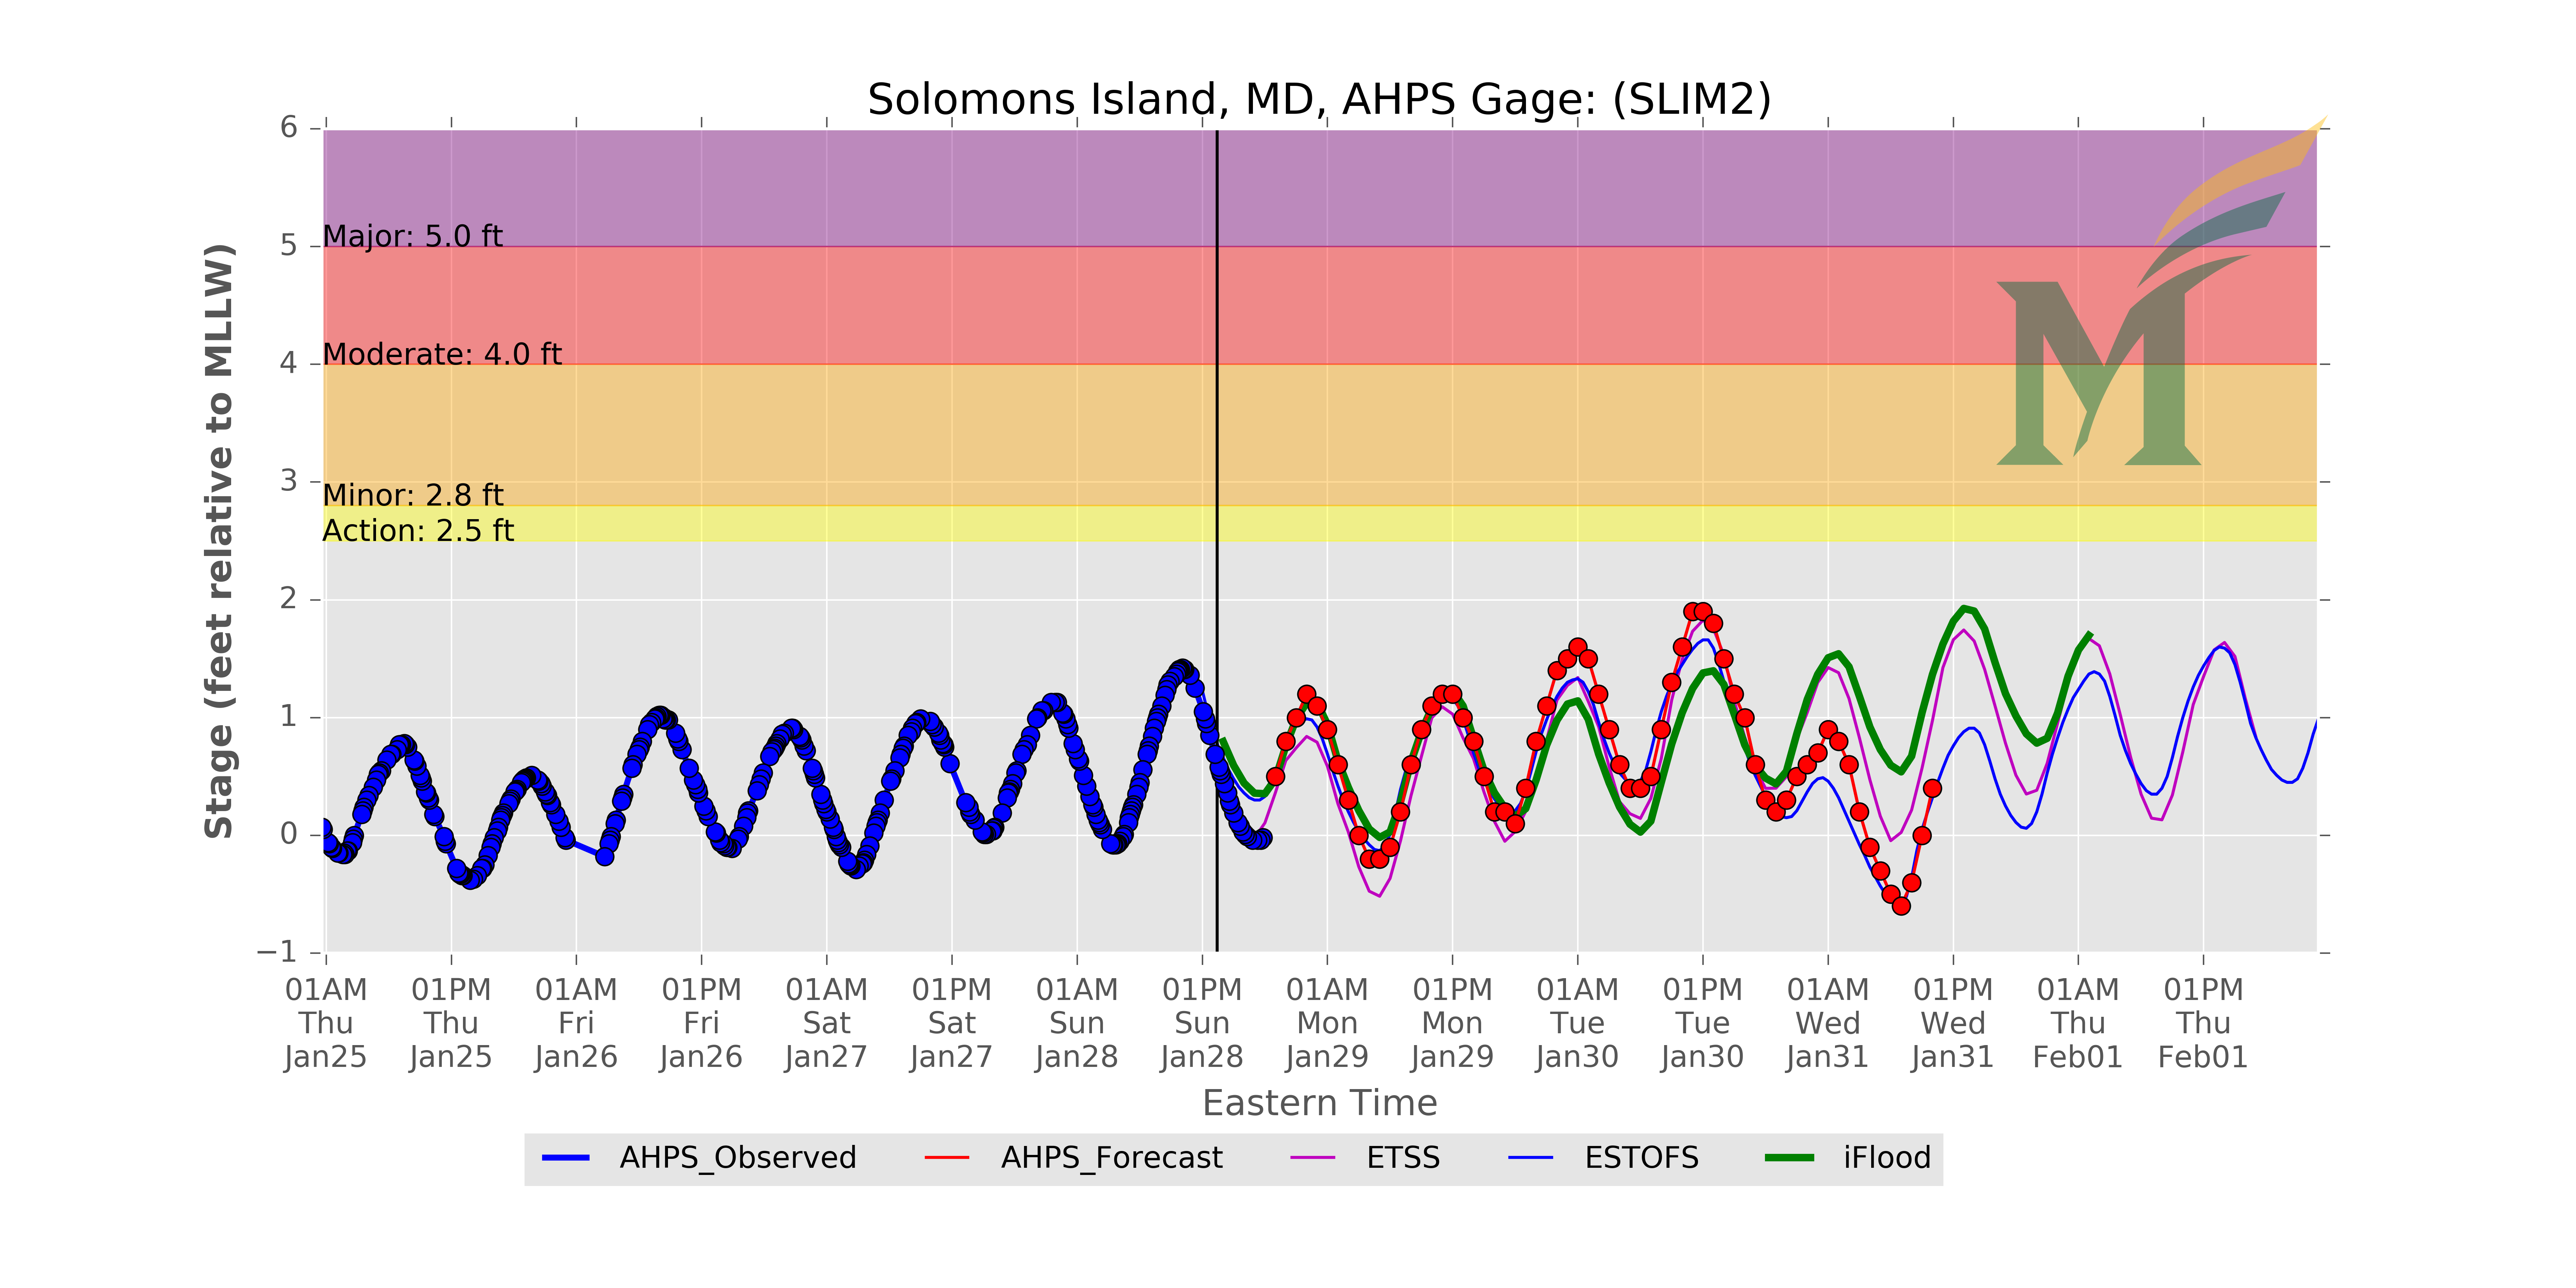 Solomons Island, MD, AHPS Gage: (SLIM2)
6
5
4
3
2
1
0
−1
Stage (feet relative to MLLW)
Major: 5.0 ft
Moderate: 4.0 ft
Minor: 2.8 ft
Action: 2.5 ft
M
01AM 01PM 01AM 01PM 01AM 01PM 01AM 01PM 01AM 01PM 01AM 01PM 01AM 01PM 01AM 01PM
Thu Thu Fri Fri Sat Sat Sun Sun Mon Mon Tue Tue Wed Wed Thu Thu
Jan25 Jan25 Jan26 Jan26 Jan27 Jan27 Jan28 Jan28 Jan29 Jan29 Jan30 Jan30 Jan31 Jan31 Feb01 Feb01
Eastern Time
AHPS_Observed AHPS_Forecast ETSS ESTOFS iFlood